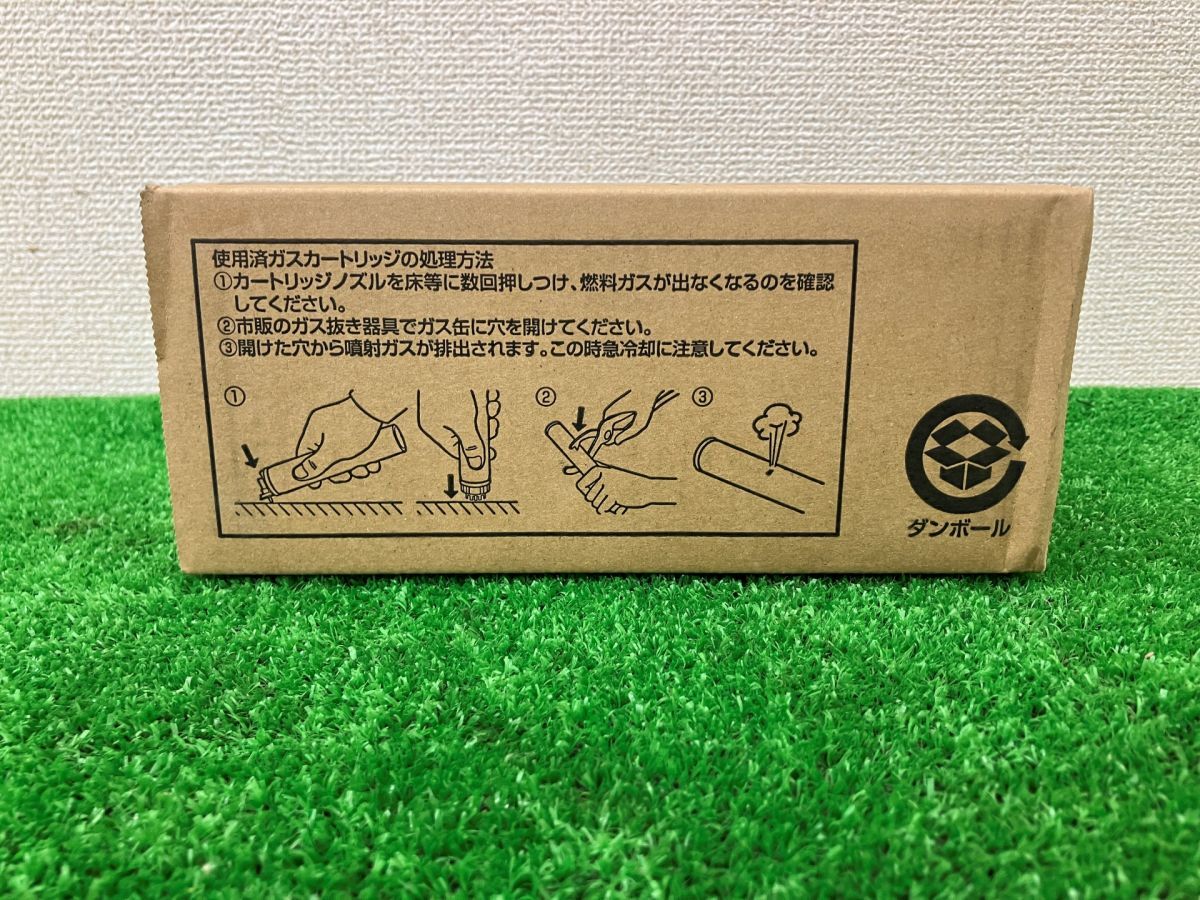 使用済ガスカートリッジの処理方法
①カートリッジノズルを床等に数回押しつけ、燃料ガスが出なくなるのを確認
してください。
②市販のガス抜き器具でガス缶に穴を開けてください。
③開けた穴から噴射ガスが排出されます。この時急冷却に注意してください。
① ② ③
ダンボール